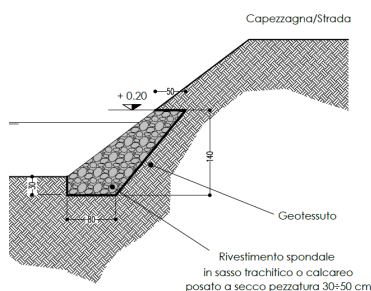 Capezzagna/Strada
50
+ 0.20
140
30
80
Geotessuto
Rivestimento spondale
in sasso trachitico o calcareo
posato a secco pezzatura 30÷50 cm